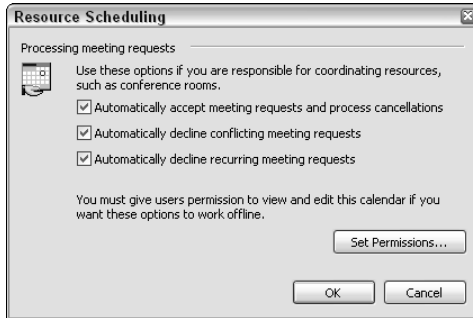 Resource Scheduling
Processing meeting requests
Use these options if you are responsible for coordinating resources,
such as conference rooms.
Automatically accept meeting requests and process cancellations
Automatically decline conflicting meeting requests
Automatically decline recurring meeting requests
You must give users permission to view and edit this calendar if you
want these options to work offline.
Set Permissions...
OK
Cancel